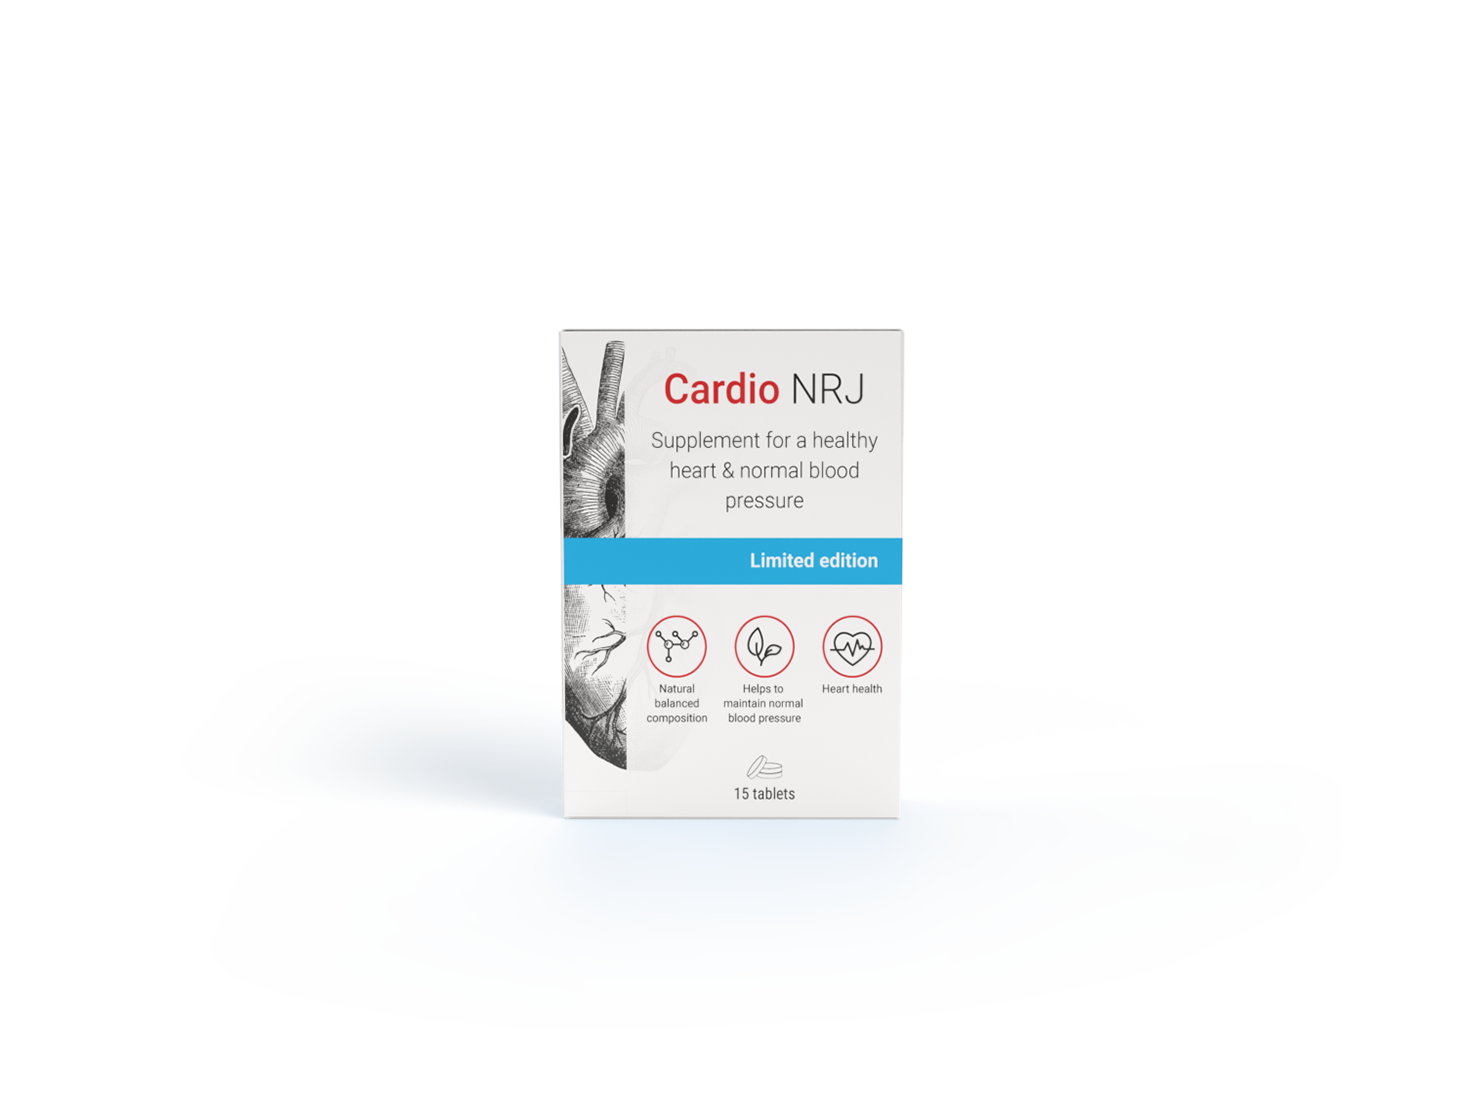 Cardio NRJ
Supplement for a healthy
heart & normal blood
pressure
Limited edition
Natural
balanced
composition
Helps to
maintain normal
blood pressure
Heart health
15 tablets